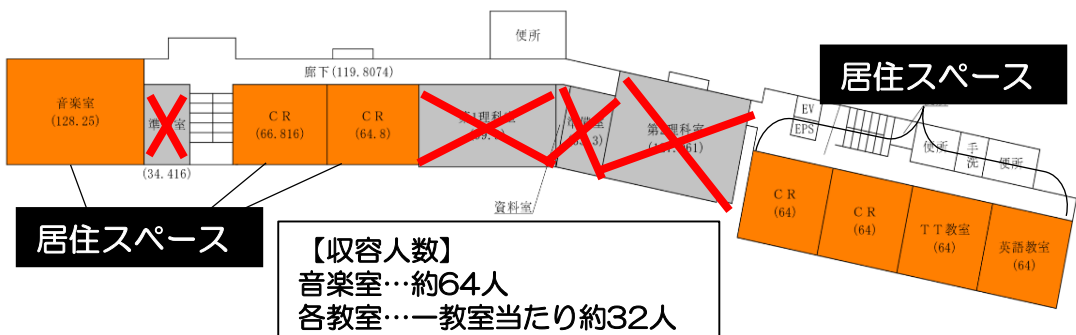 便所
廊下(119.8074)
居住スペース
音楽室
(128.25)
室
(34.416)
ＣＲ
(66.816)
ＣＲ
(64.8)
資料室
EV
EPS
便所
手洗
便所
ＣＲ
(64)
ＣＲ
(64)
ＴＴ教室
(64)
英語教室
(64)
居住スペース
【収容人数】
音楽室…約64人
各教室…一教室当たり約32人